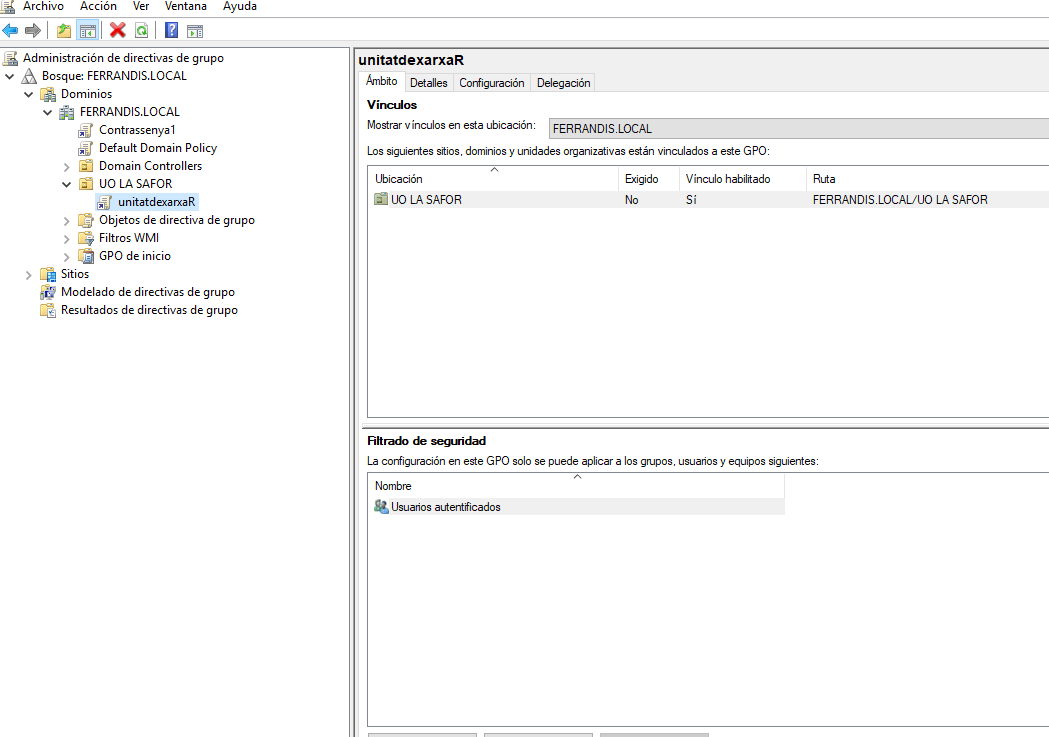 Archivo Acción Ver Ventana Ayuda
Administración de directivas de grupo
Bosque: FERRANDIS.LOCAL
Dominios
FERRANDIS.LOCAL
Contrassenya1
Default Domain Policy
Domain Controllers
UO LA SAFOR
unitatdexarxaR
Objetos de directiva de grupo
Filtros WMI
GPO de inicio
Sitios
Modelado de directivas de grupo
Resultados de directivas de grupo
unitatdexarxaR
Ámbito Detalles Configuración Delegación
Vínculos
Mostrar vínculos en esta ubicación: FERRANDIS.LOCAL
Los siguientes sitios, dominios y unidades organizativas están vinculados a este GPO:
Ubicación Exigido Vínculo habilitado Ruta
UO LA SAFOR No Sí FERRANDIS.LOCAL/UO LA SAFOR
Filtrado de seguridad
La configuración en este GPO solo se puede aplicar a los grupos, usuarios y equipos siguientes:
Nombre
Usuarios autentificados